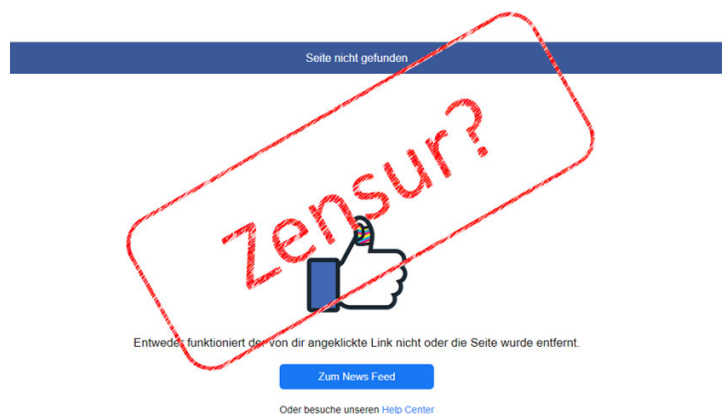 Seite nicht gefunden
Zensur?
Entweder funktioniert der von dir angeklickte Link nicht oder die Seite wurde entfernt.
Zum News Feed
Oder besuche unseren Help Center